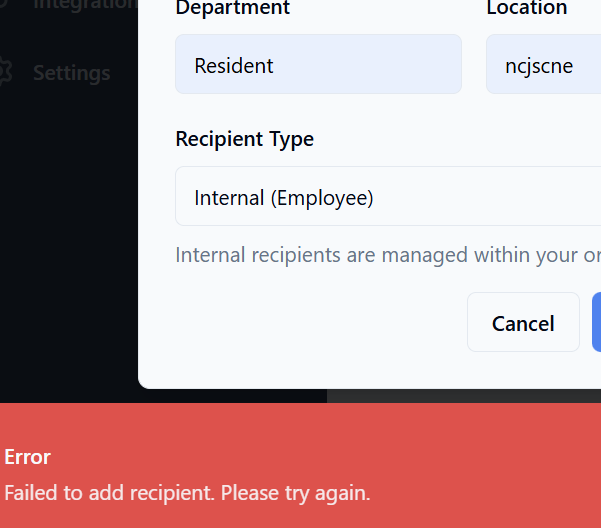 Integration
Department Location
Settings
Resident ncjscne
Recipient Type
Internal (Employee)
Internal recipients are managed within your or
Cancel
Error
Failed to add recipient. Please try again.